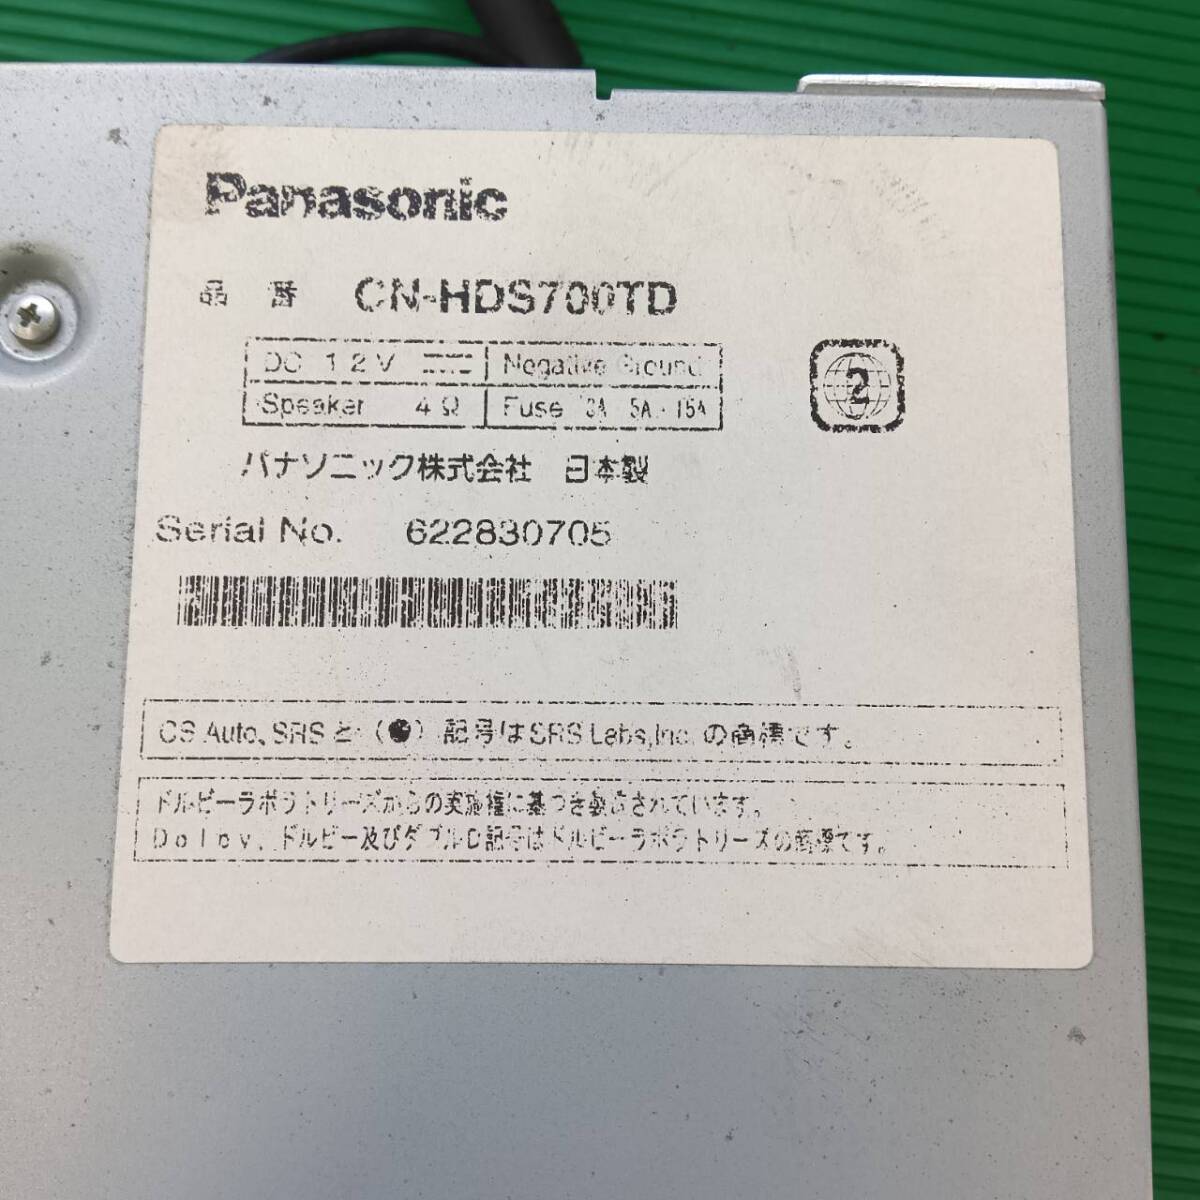 Panasonic
品 番 CN-HDS700TD
DC 12V Negative Ground
Speaker 4Ω Fuse 3A 5A・15A
パナソニック株式会社 日本製
Serial No. 622830705
2
CS Auto、SRSと(●)記号はSRS Labs,Inc.の商標です。
ドルビーラボラトリーズからの実施権に基づき製造されています。
Dolby、ドルビー及びダブルD記号はドルビーラボラトリーズの商標です。